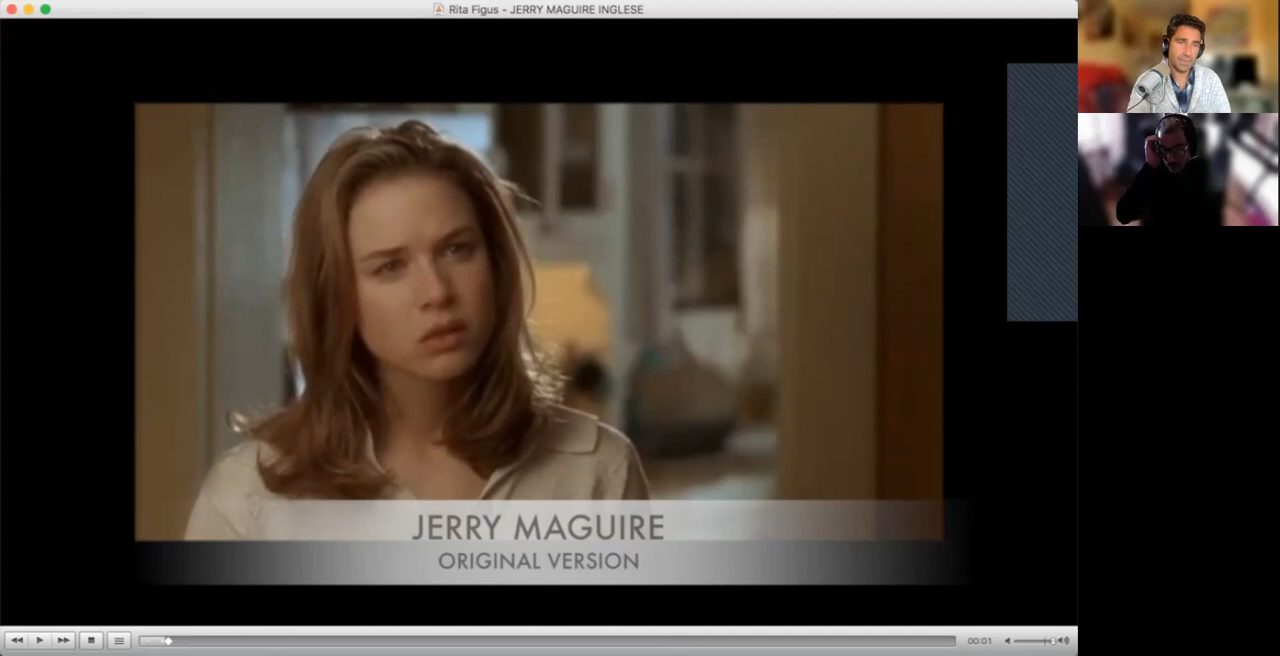 Rita Figus - JERRY MAGUIRE INGLESE
JERRY MAGUIRE
ORIGINAL VERSION
00:01